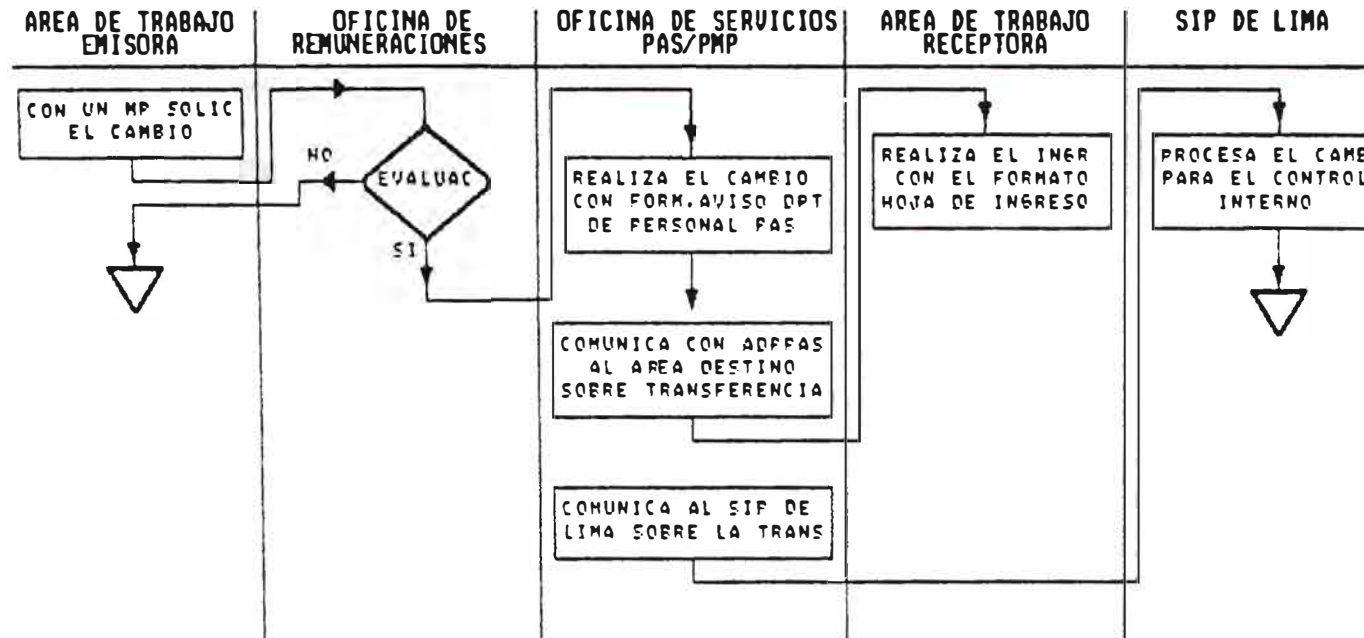 AREA DE TRABAJO
EMISORA
OFICINA DE
REMUNERACIONES
OFICINA DE SERVICIOS
PAS/PMP
AREA DE TRABAJO
RECEPTORA
SIP DE LIMA
CON UN MP SOLIC
EL CAMBIO
NO
EVALUAC
SI
REALIZA EL CAMBIO
CON FORM.AVISO DPT
DE PERSONAL PAS
COMUNICA CON ADPPAS
AL AREA DESTINO
SOBRE TRANSFERENCIA
COMUNICA AL SIP DE
LIMA SOBRE LA TRANS
REALIZA EL INGR
CON EL FORMATO
HOJA DE INGRESO
PROCESA EL CAMB
PARA EL CONTROL
INTERNO